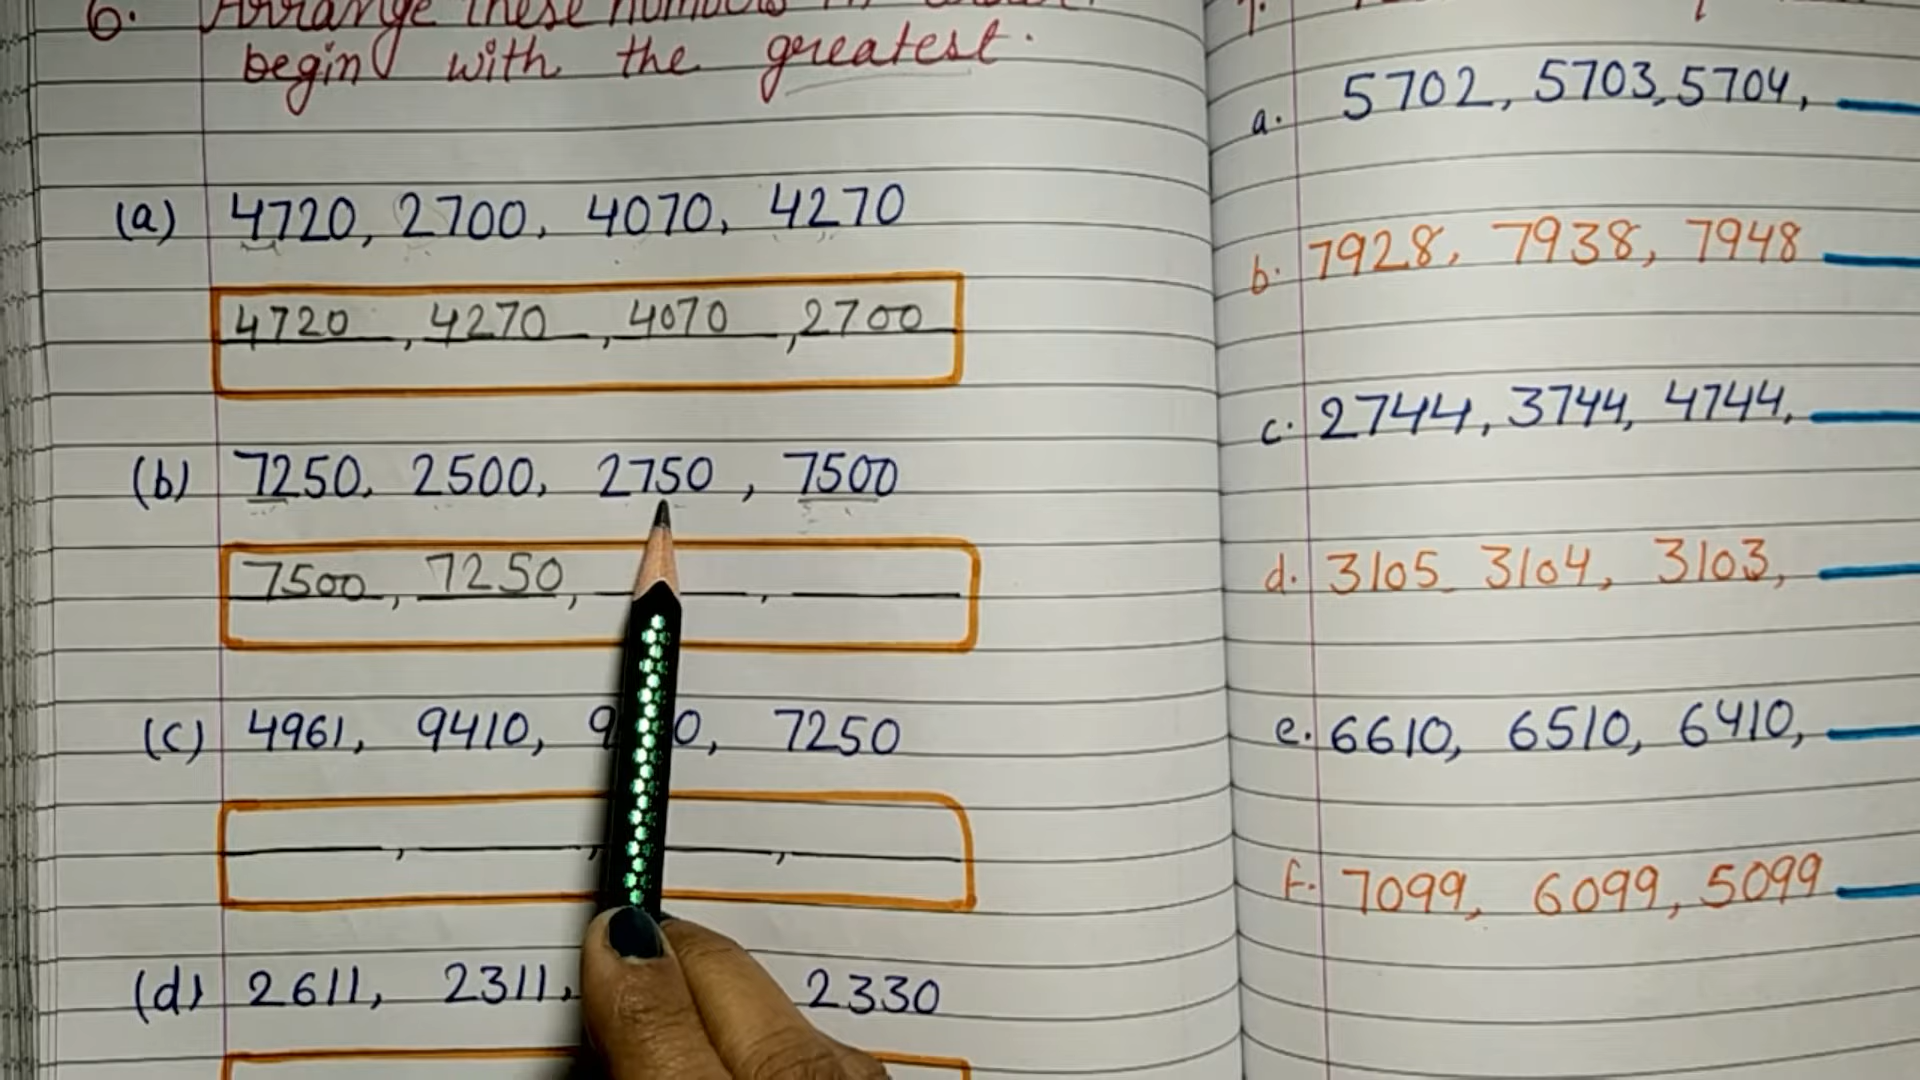 6. Arrange these numbers in
begin with the greatest.
(a) 4720, 2700, 4070, 4270
4720, 4270, 4070, 2700
(b) 7250, 2500, 2750, 7500
7500, 7250,
(c) 4961, 9410, 7250
(d) 2611, 2311, 2330
7.
a. 5702, 5703, 5704,
b. 7928, 7938, 7948
c. 2744, 3744, 4744,
d. 3105 3104, 3103,
e. 6610, 6510, 6410,
f. 7099, 6099, 5099